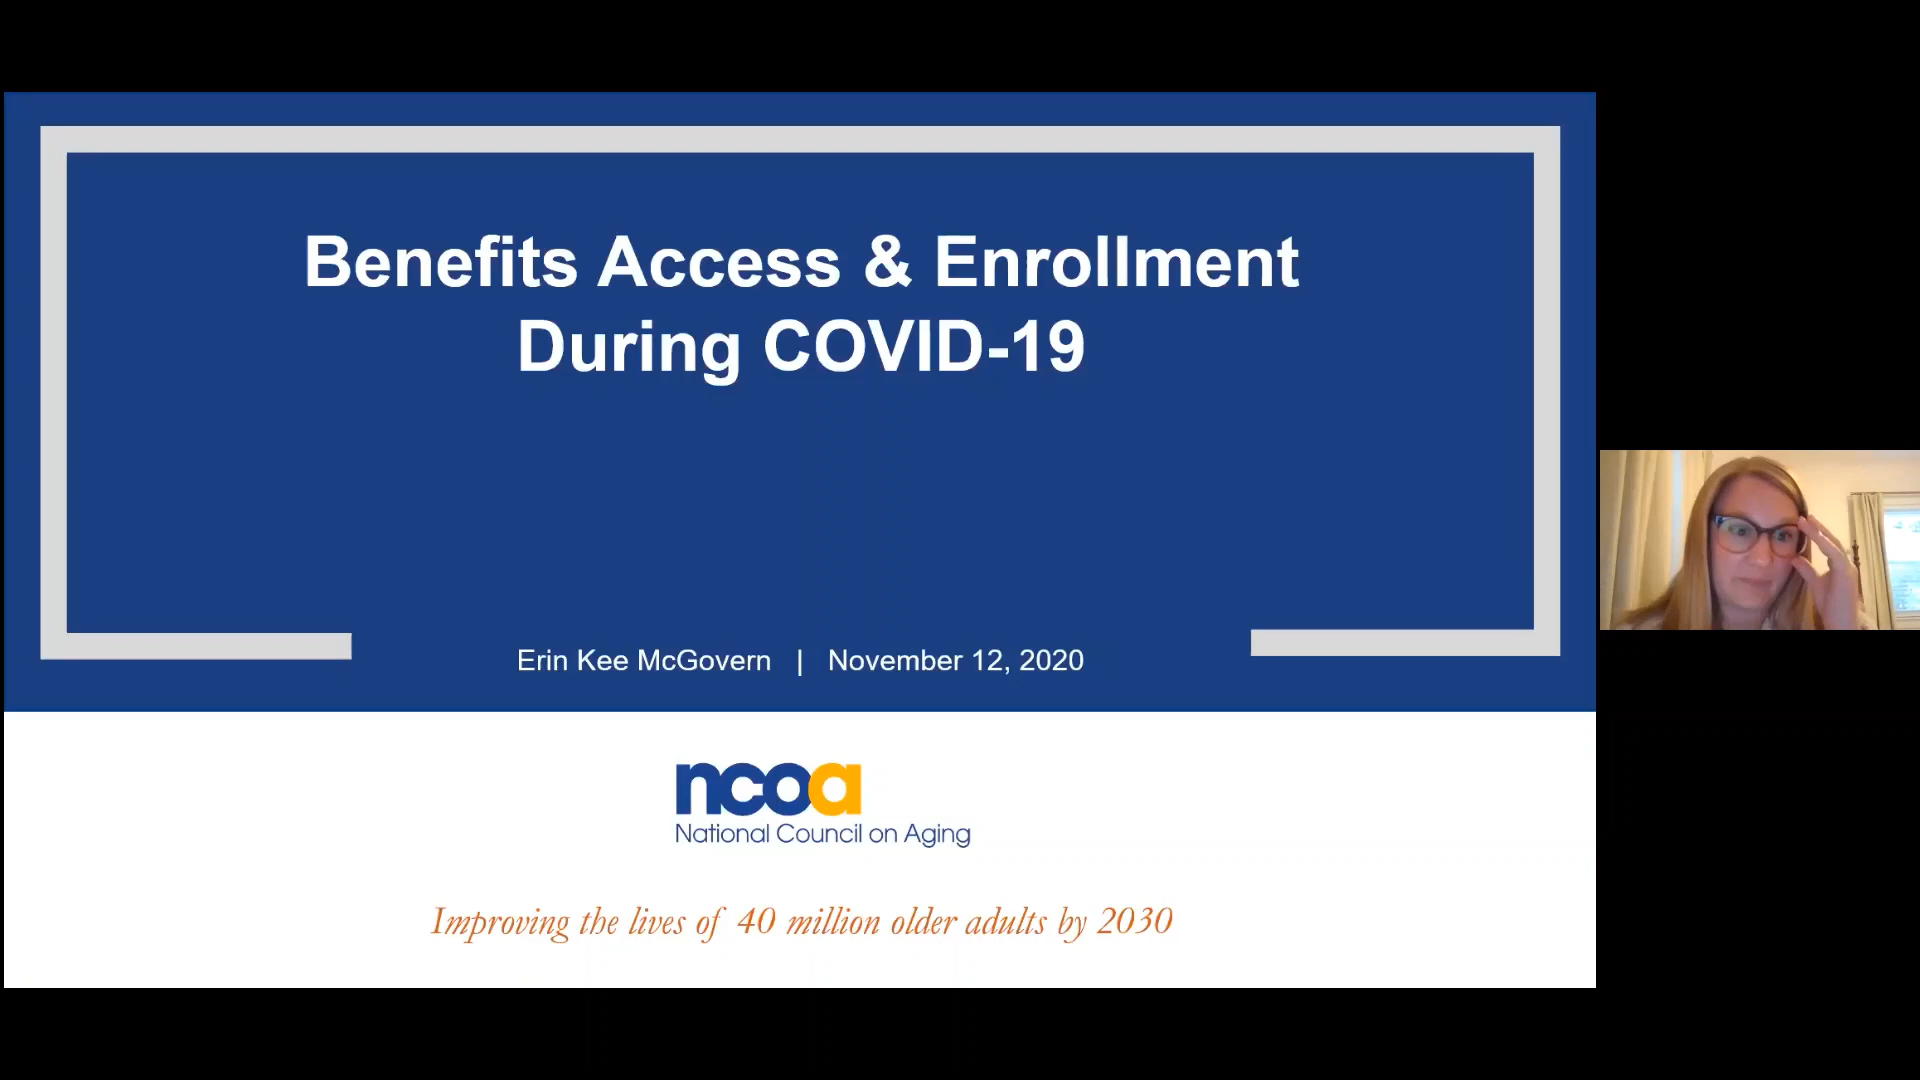 Benefits Access & Enrollment
During COVID-19
Erin Kee McGovern | November 12, 2020
ncoa
National Council on Aging
Improving the lives of 40 million older adults by 2030